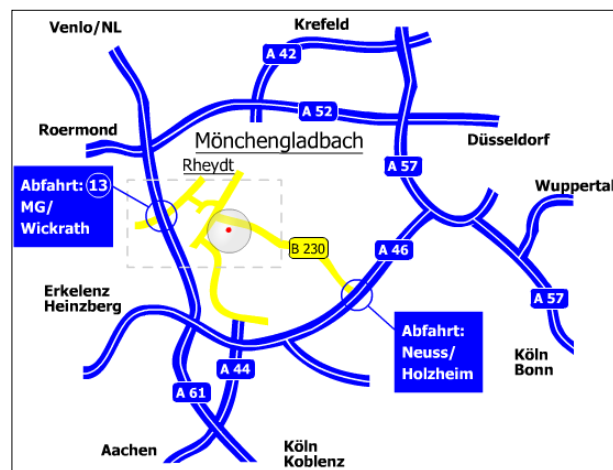 Venlo/NL
Krefeld
A 42
A 52
Roermond
Mönchengladbach
Düsseldorf
Rheydt
A 57
Abfahrt: 13
MG/
Wickrath
Wuppertal
B 230
A 46
Erkelenz
Heinzberg
A 57
Abfahrt:
Neuss/
Holzheim
Köln
Bonn
A 44
A 61
Aachen
Köln
Koblenz